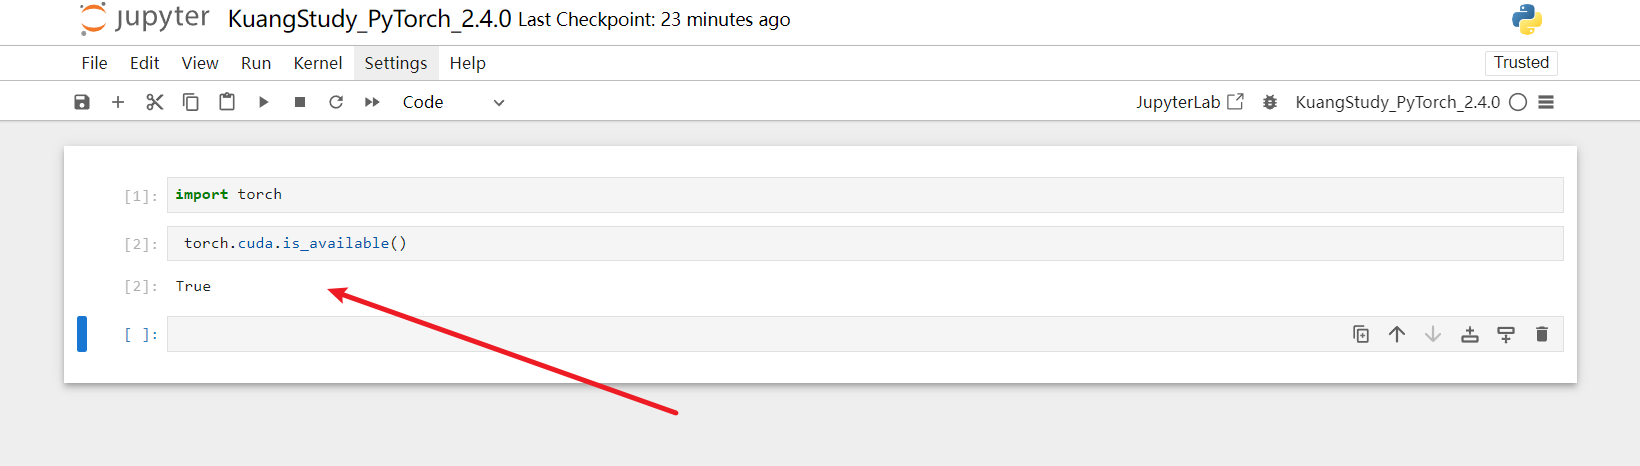 jupyter KuangStudy_PyTorch_2.4.0 Last Checkpoint: 23 minutes ago
File Edit View Run Kernel Settings Help Trusted
Code JupyterLab KuangStudy_PyTorch_2.4.0
[1]: import torch
[2]: torch.cuda.is_available()
[2]: True
[ ]: